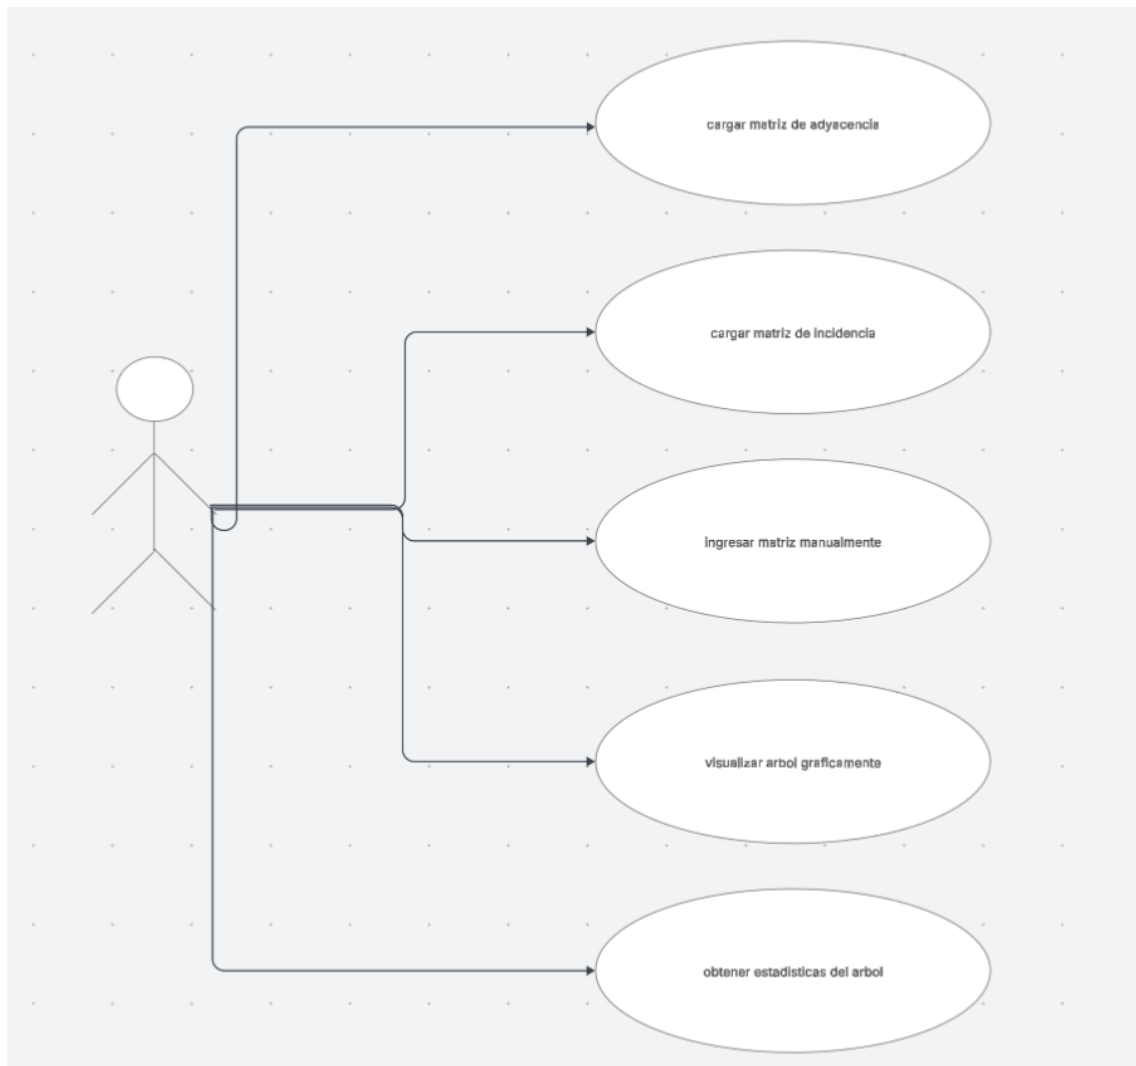 cargar matriz de adyacencia
cargar matriz de incidencia
ingresar matriz manualmente
visualizar arbol graficamente
obtener estadisticas del arbol